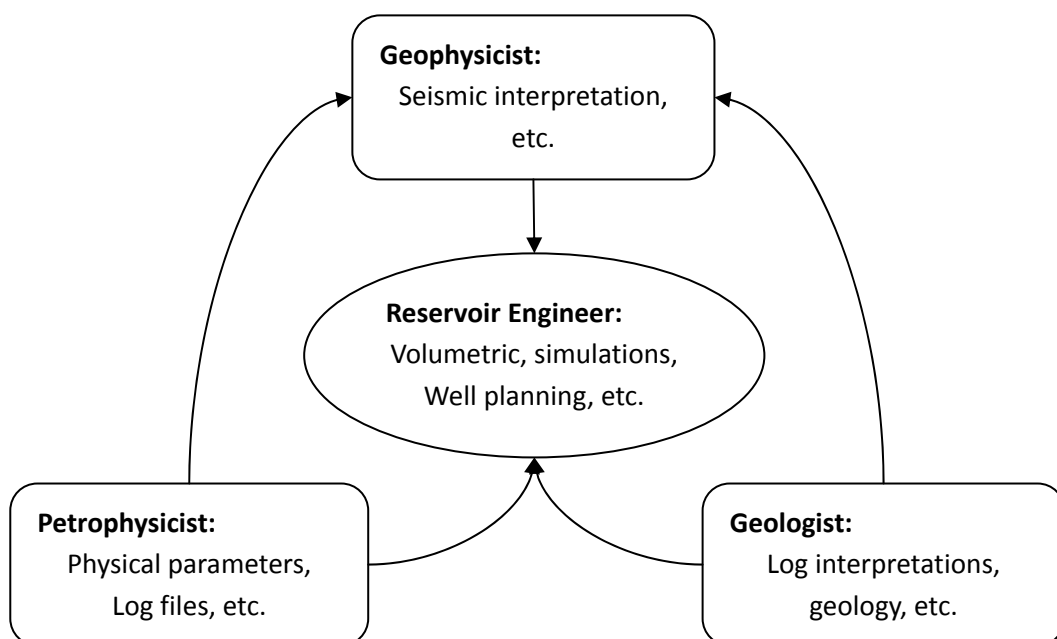 Geophysicist:
Seismic interpretation,
etc.
Reservoir Engineer:
Volumetric, simulations,
Well planning, etc.
Petrophysicist:
Physical parameters,
Log files, etc.
Geologist:
Log interpretations,
geology, etc.